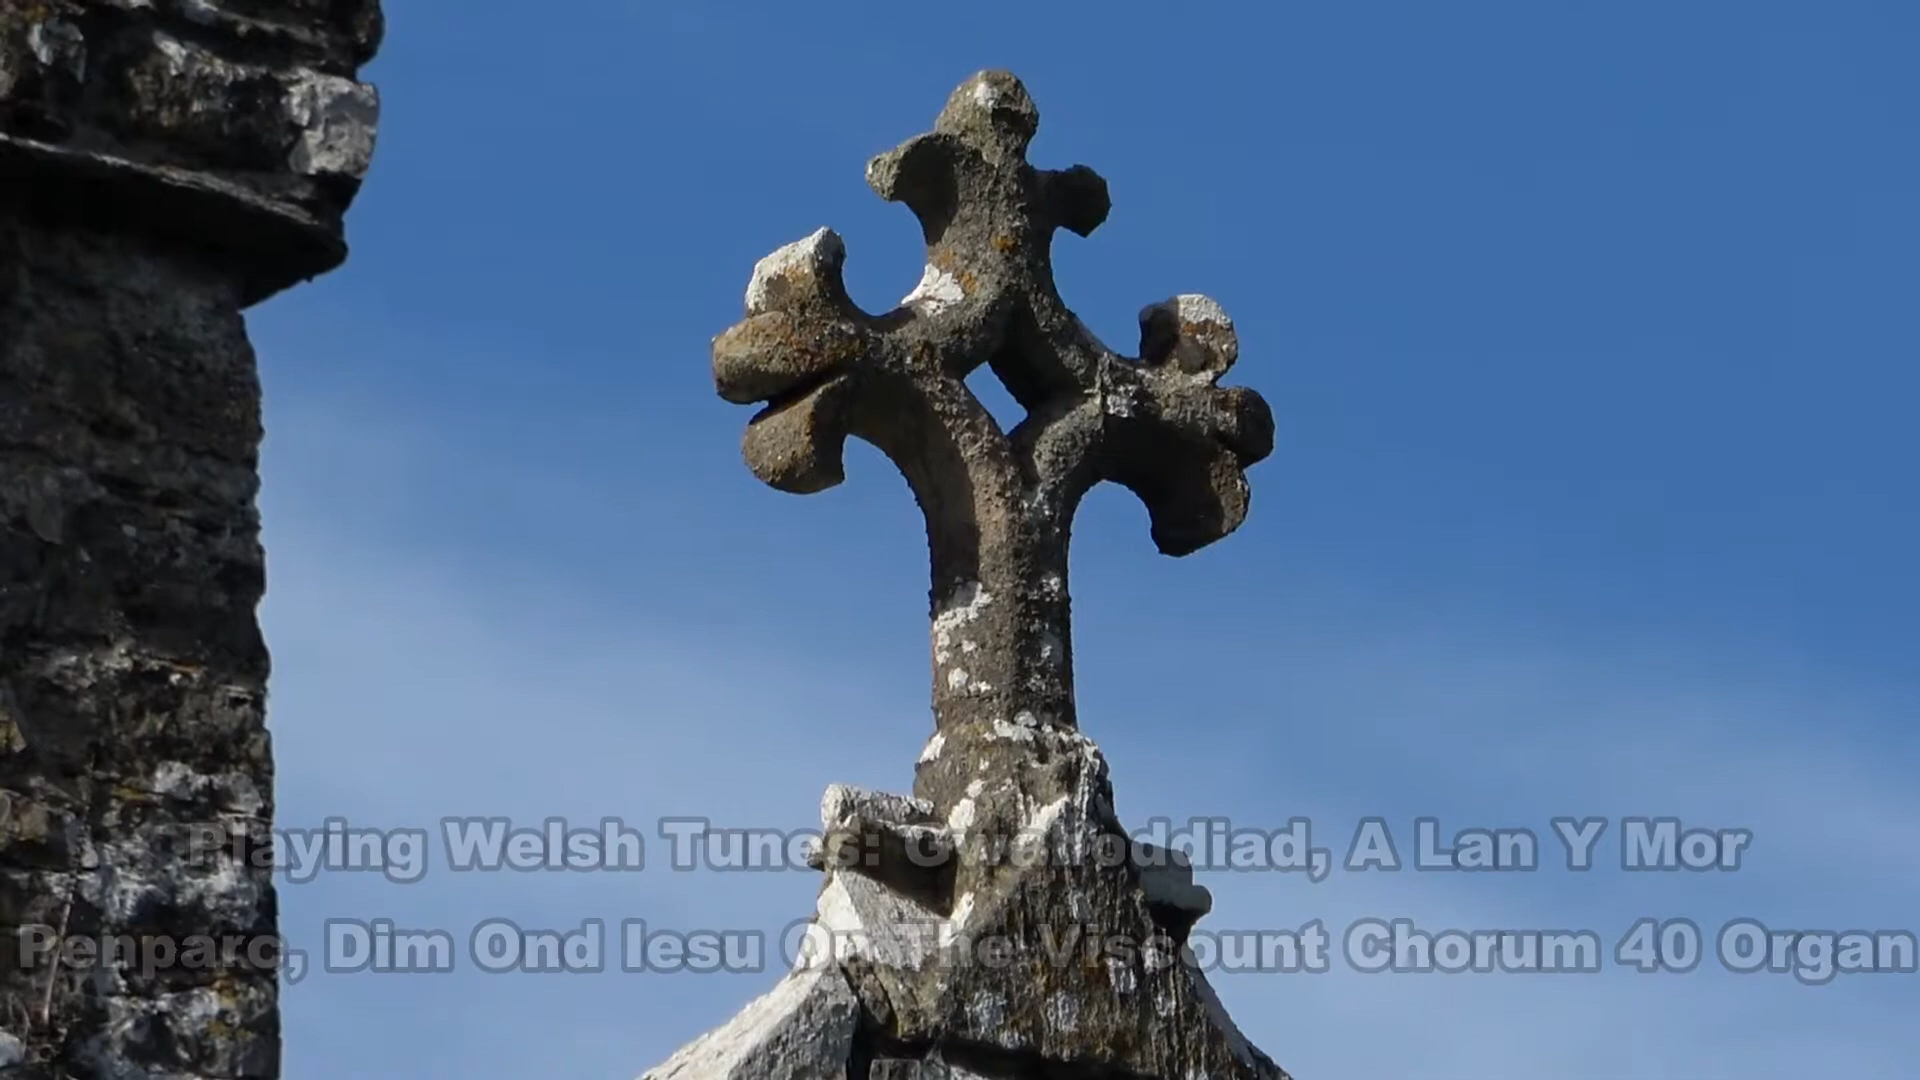 Playing Welsh Tunes: Gwahoddiad, A Lan Y Mor
Penparc, Dim Ond Iesu On The Viscount Chorum 40 Organ